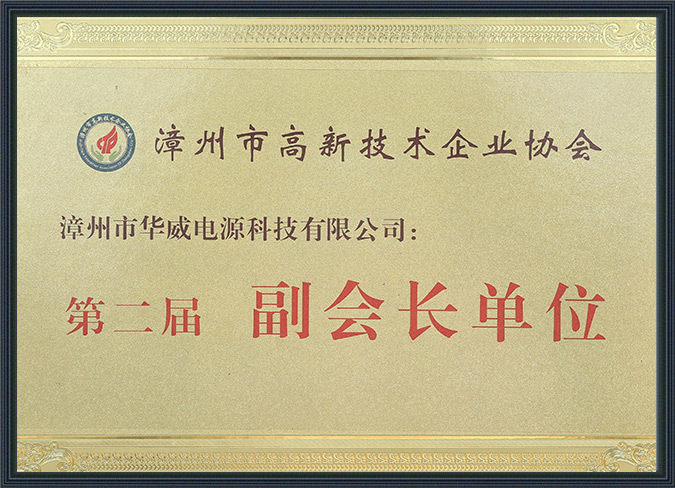 漳州市高新技术企业协会
漳州市华威电源科技有限公司：
第二届 副会长单位